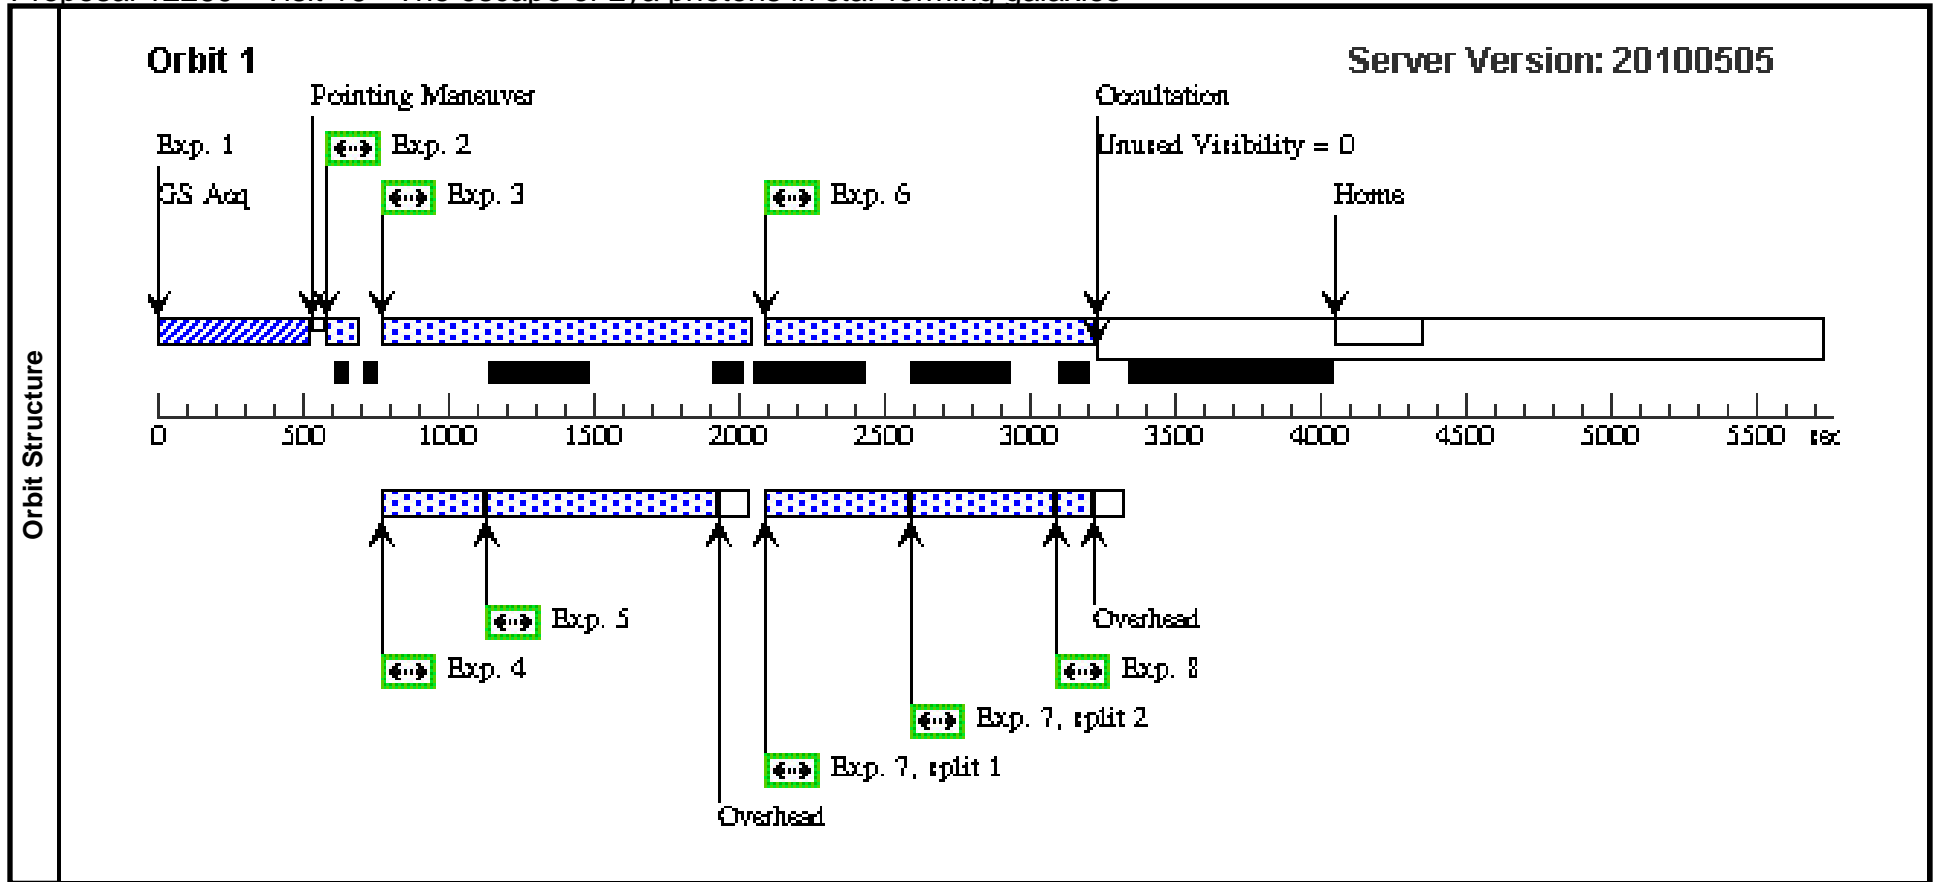 Orbit 1
Server Version: 20100505
Pointing Maneuver
Occultation
Exp. 1
Exp. 2
Unused Visibility = 0
GS Acq
Exp. 3
Exp. 6
Home
0 500 1000 1500 2000 2500 3000 3500 4000 4500 5000 5500 sec
Orbit Structure
Exp. 5
Overhead
Exp. 4
Exp. 8
Exp. 7, split 2
Exp. 7, split 1
Overhead